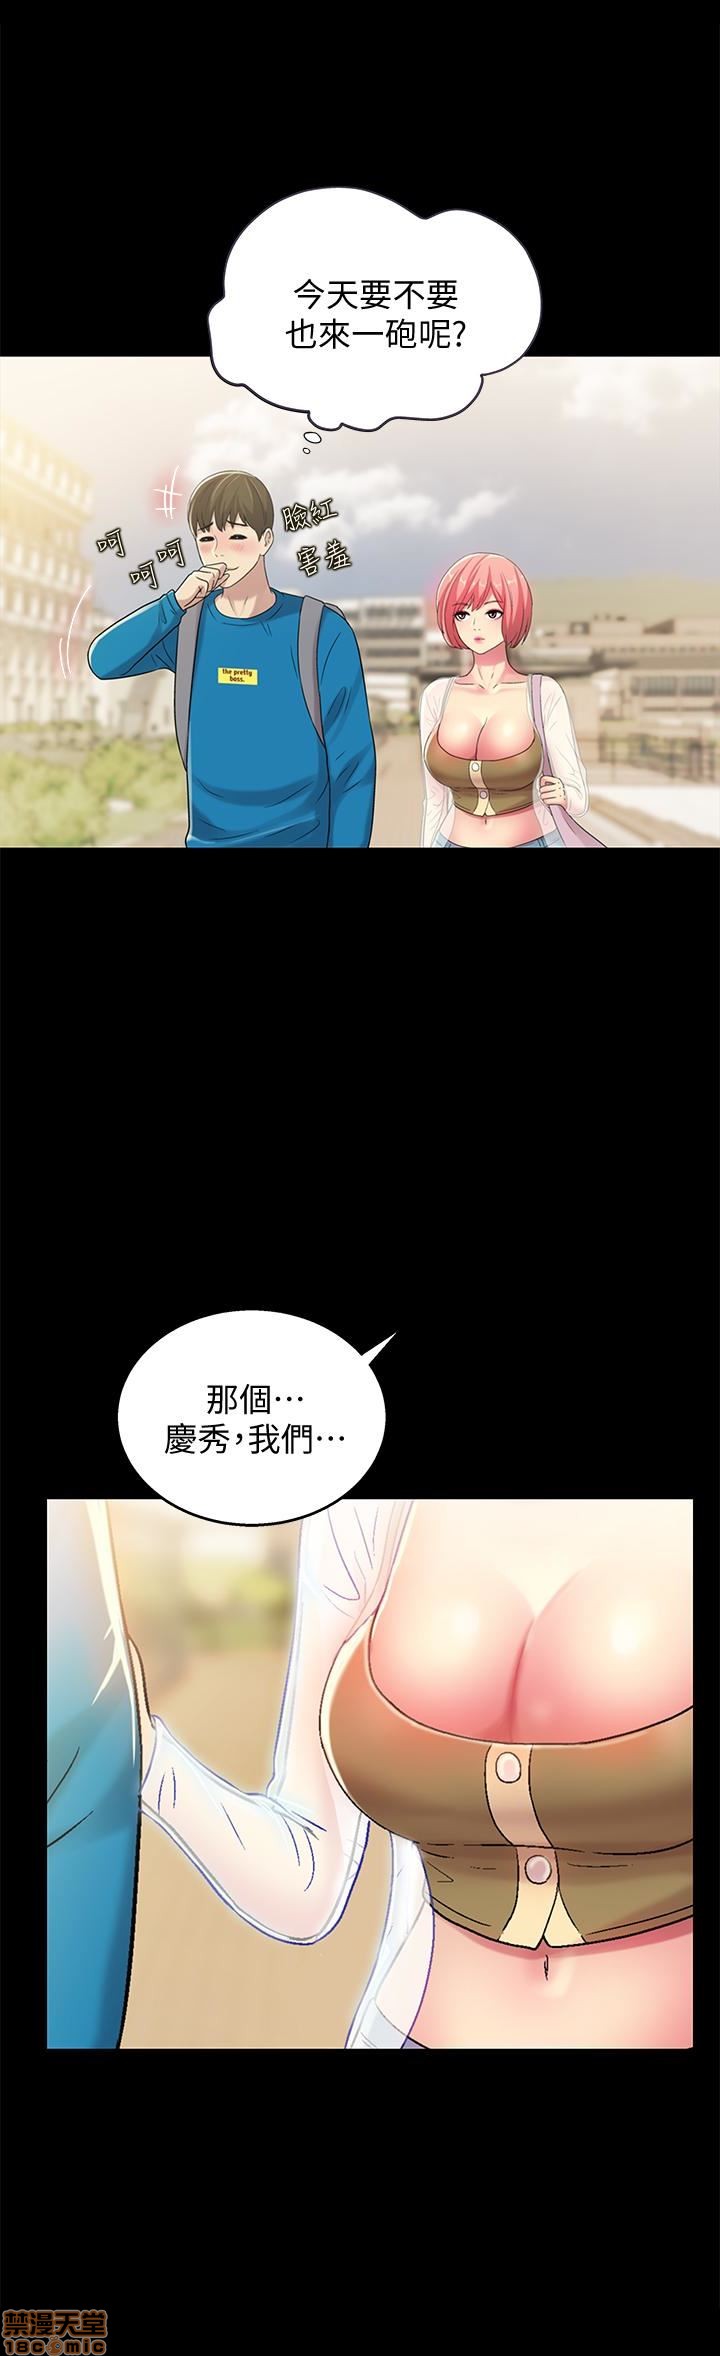 今天要不要
也來一砲呢?
呵
呵呵
臉紅
害羞
the pretty
boss.
那個…
慶秀,我們…
禁漫天堂
18comic